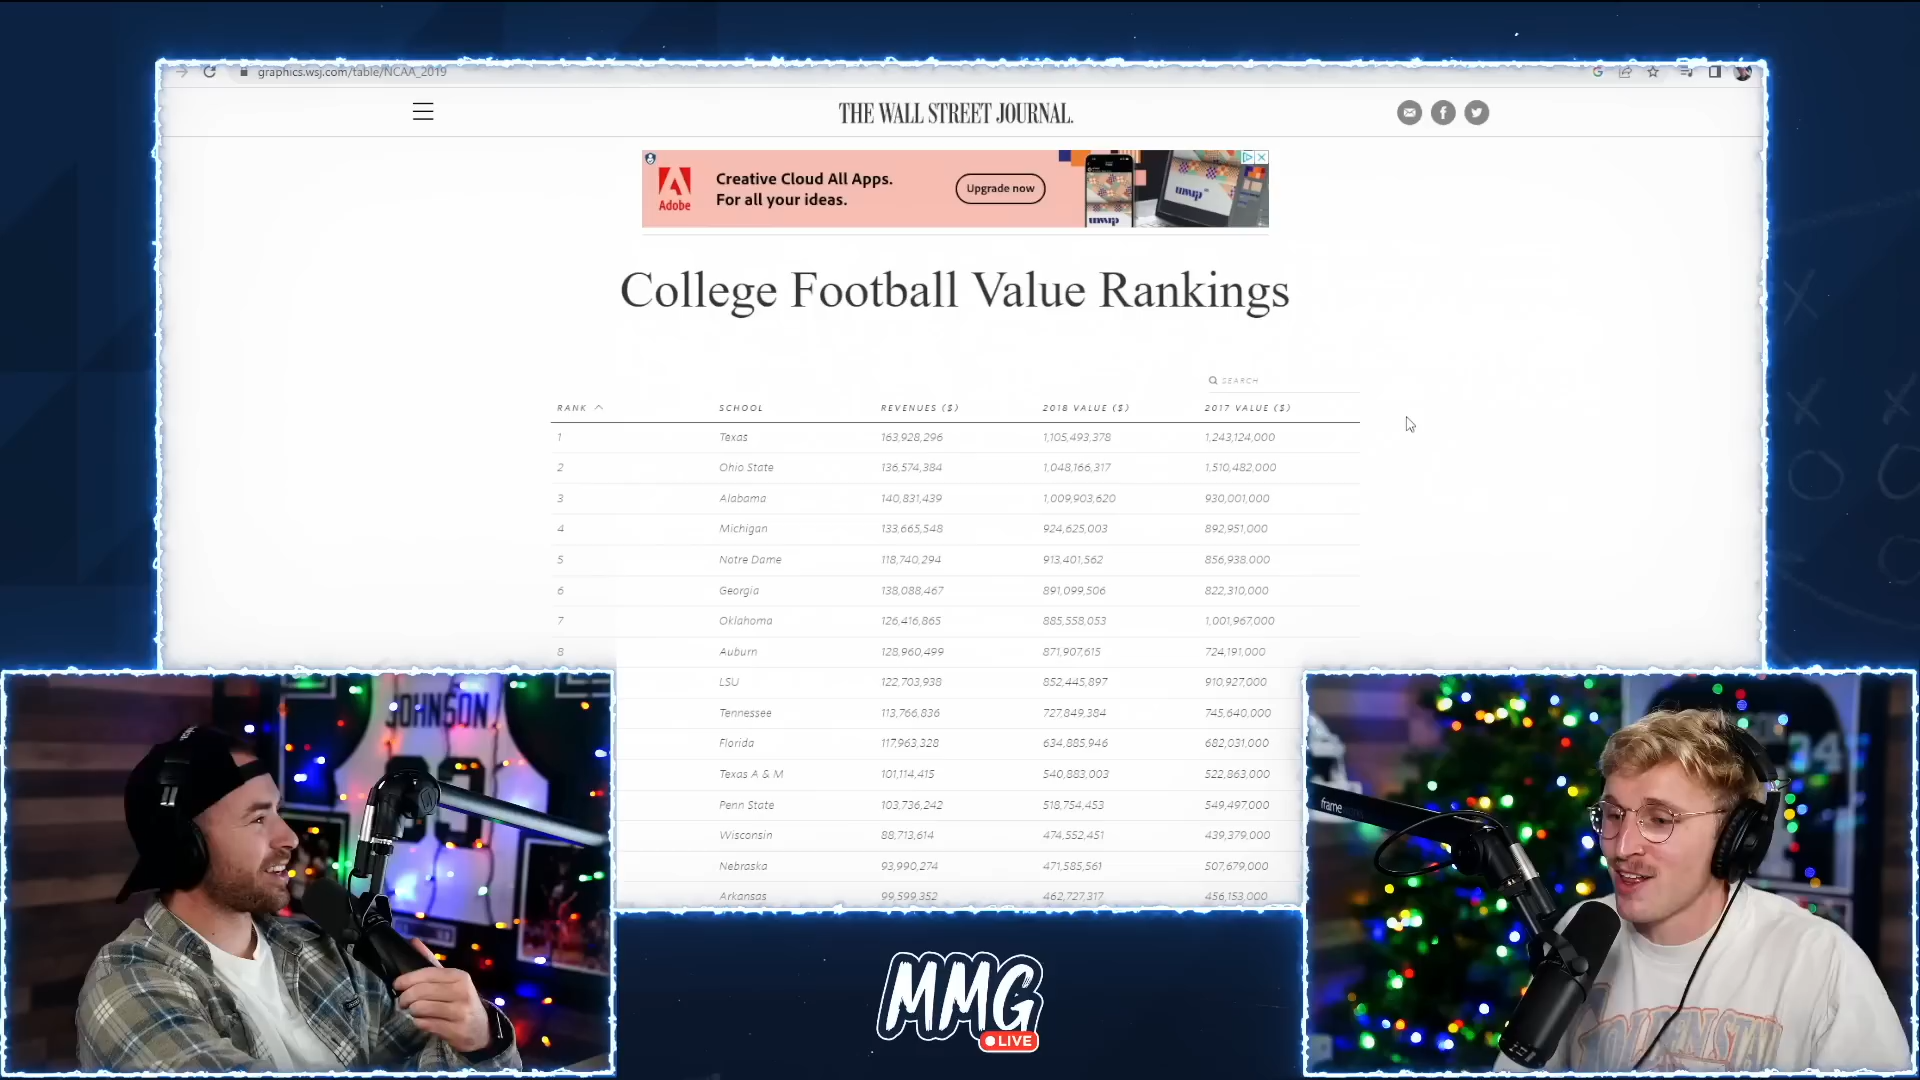 graphics.wsj.com/table/NCAA_2019
THE WALL STREET JOURNAL.
Adobe
Creative Cloud All Apps.
For all your ideas.
Upgrade now
uwrp
uwrp
College Football Value Rankings
SEARCH
RANK SCHOOL REVENUES ($) 2018 VALUE ($) 2017 VALUE ($)
1 Texas 163,928,296 1,105,493,378 1,243,124,000
2 Ohio State 136,574,384 1,048,166,317 1,510,482,000
3 Alabama 140,831,439 1,009,903,620 930,001,000
4 Michigan 133,665,548 924,625,003 892,951,000
5 Notre Dame 118,740,294 913,401,562 856,938,000
6 Georgia 138,088,467 891,099,506 822,310,000
7 Oklahoma 126,416,865 885,558,053 1,001,967,000
8 Auburn 128,960,499 871,907,615 724,191,000
LSU 122,703,938 852,445,897 910,927,000
Tennessee 113,766,836 727,849,384 745,640,000
Florida 117,963,328 634,885,946 682,031,000
Texas A & M 101,114,415 540,883,003 522,863,000
Penn State 103,736,242 518,754,453 549,497,000
Wisconsin 88,713,614 474,552,451 439,379,000
Nebraska 93,990,274 471,585,561 507,679,000
Arkansas 99,599,352 462,727,317 456,153,000
JOHNSON
frame
34
MMG
LIVE